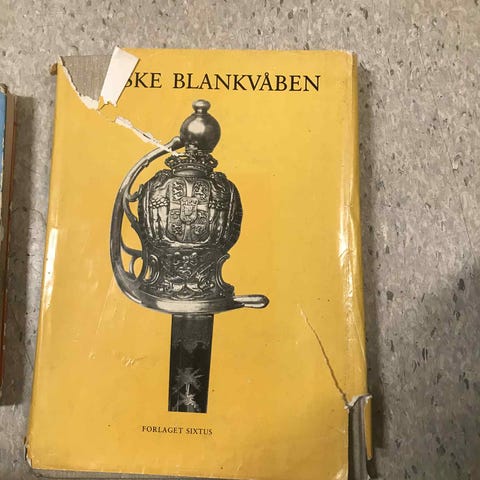 SKE BLANKVÅBEN
FORLAGET SIXTUS